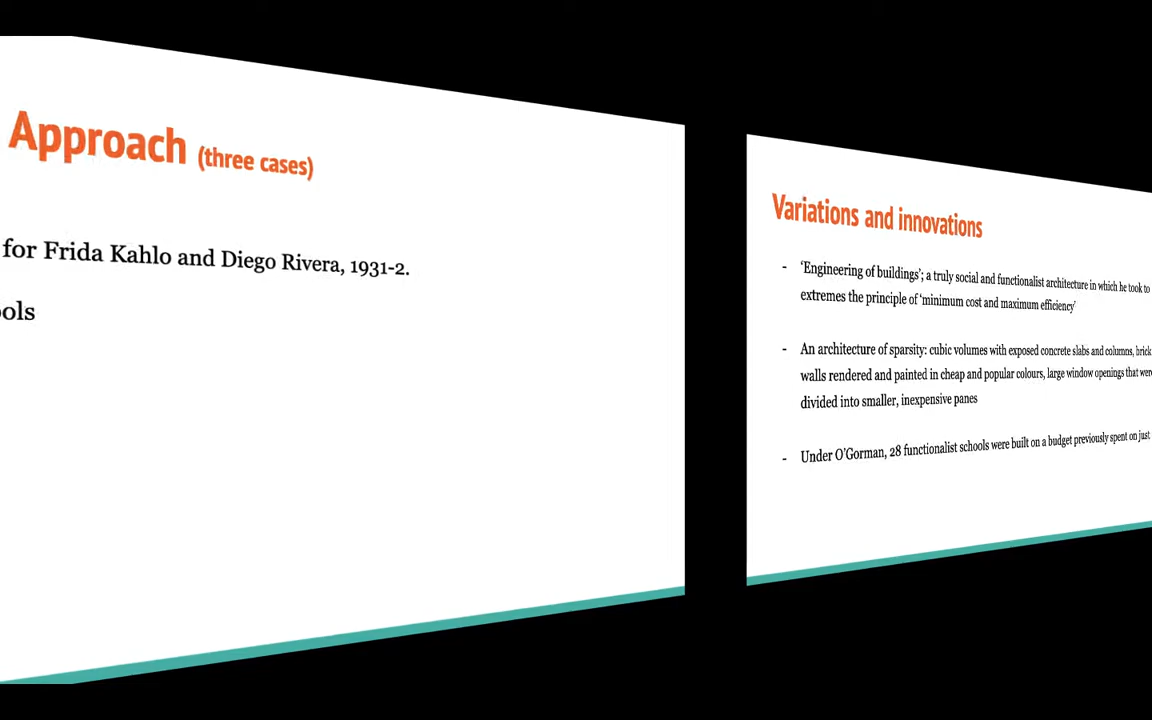 Approach (three cases)
for Frida Kahlo and Diego Rivera, 1931-2.
ols
Variations and innovations
- ‘Engineering of buildings’; a truly social and functionalist architecture in which he took to
extremes the principle of ‘minimum cost and maximum efficiency’
- An architecture of sparsity: cubic volumes with exposed concrete slabs and columns, brick
walls rendered and painted in cheap and popular colours, large window openings that were
divided into smaller, inexpensive panes
- Under O’Gorman, 28 functionalist schools were built on a budget previously spent on just